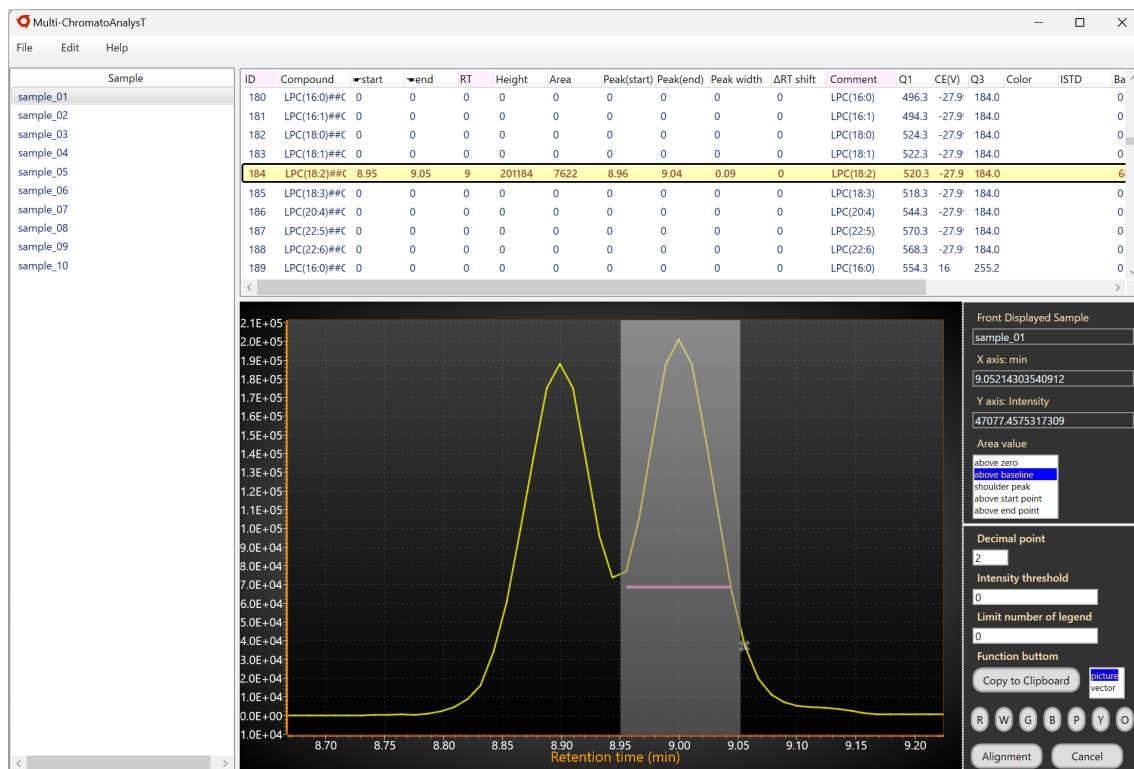 Multi-ChromatoAnalysT
File Edit Help
Sample
sample_01
sample_02
sample_03
sample_04
sample_05
sample_06
sample_07
sample_08
sample_09
sample_10
ID Compound start end RT Height Area Peak(start) Peak(end) Peak width ΔRT shift Comment Q1 CE(V) Q3 Color ISTD Ba
180 LPC(16:0)##C 0 0 0 0 0 0 0 0 0 LPC(16:0) 496.3 -27.9 184.0 0
181 LPC(16:1)##C 0 0 0 0 0 0 0 0 0 LPC(16:1) 494.3 -27.9 184.0 0
182 LPC(18:0)##C 0 0 0 0 0 0 0 0 0 LPC(18:0) 524.3 -27.9 184.0 0
183 LPC(18:1)##C 0 0 0 0 0 0 0 0 0 LPC(18:1) 522.3 -27.9 184.0 0
184 LPC(18:2)##C 8.95 9.05 9 201184 7622 8.96 9.04 0.09 0 LPC(18:2) 520.3 -27.9 184.0
185 LPC(18:3)##C 0 0 0 0 0 0 0 0 0 LPC(18:3) 518.3 -27.9 184.0 0
186 LPC(20:4)##C 0 0 0 0 0 0 0 0 0 LPC(20:4) 544.3 -27.9 184.0 0
187 LPC(22:5)##C 0 0 0 0 0 0 0 0 0 LPC(22:5) 570.3 -27.9 184.0 0
188 LPC(22:6)##C 0 0 0 0 0 0 0 0 0 LPC(22:6) 568.3 -27.9 184.0 0
189 LPC(16:0)##C 0 0 0 0 0 0 0 0 0 LPC(16:0) 554.3 16 255.2 0
2.1E+05
2.0E+05
1.9E+05
1.8E+05
1.7E+05
1.6E+05
1.5E+05
1.4E+05
1.3E+05
1.2E+05
1.1E+05
1.0E+05
9.0E+04
8.0E+04
7.0E+04
6.0E+04
5.0E+04
4.0E+04
3.0E+04
2.0E+04
1.0E+04
0.0E+00
1.0E+04
8.70 8.75 8.80 8.85 8.90 8.95 9.00 9.05 9.10 9.15 9.20
Retention time (min)
Front Displayed Sample
sample_01
X axis: min
9.05214303540912
Y axis: Intensity
47077.4575317309
Area value
above zero
above baseline
shoulder peak
above start point
above end point
Decimal point
2
Intensity threshold
0
Limit number of legend
0
Function buttom
Copy to Clipboard picture
vector
R W G B P Y O
Alignment Cancel